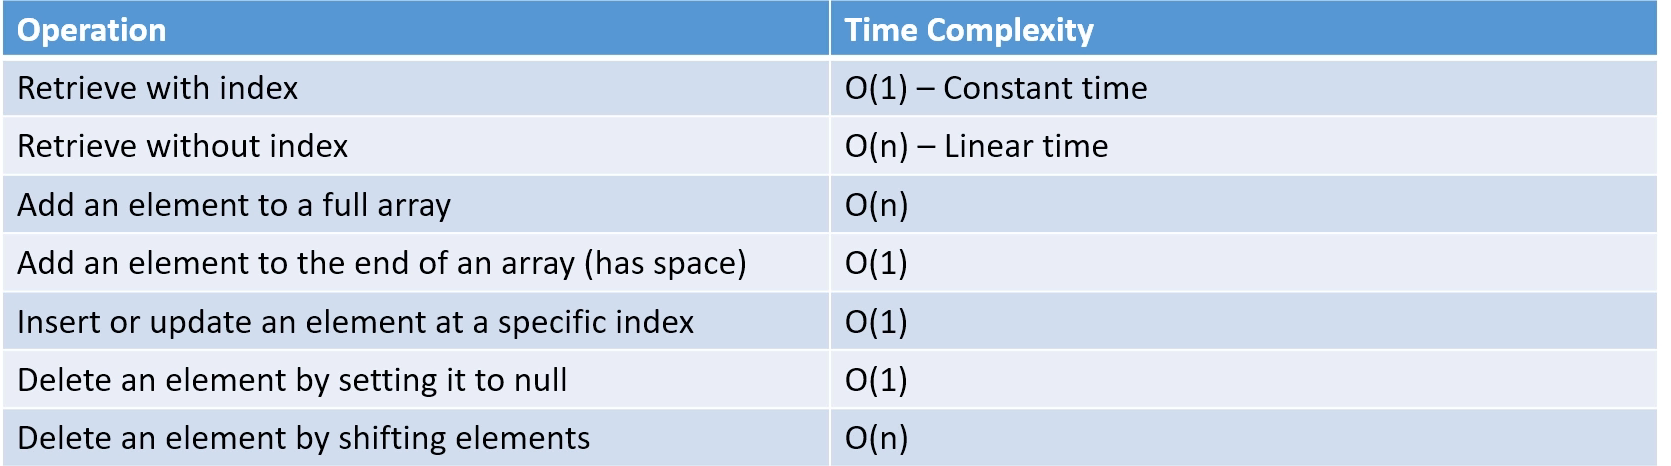 Operation Time Complexity
Retrieve with index O(1) – Constant time
Retrieve without index O(n) – Linear time
Add an element to a full array O(n)
Add an element to the end of an array (has space) O(1)
Insert or update an element at a specific index O(1)
Delete an element by setting it to null O(1)
Delete an element by shifting elements O(n)